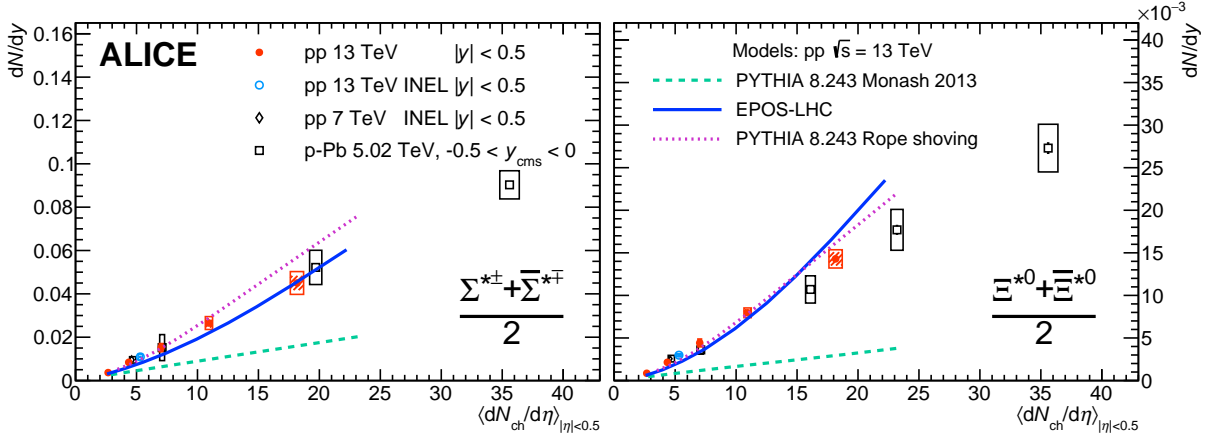 dN/dy
0.16
0.14
0.12
0.1
0.08
0.06
0.04
0.02
0
ALICE
pp 13 TeV |y| < 0.5
pp 13 TeV INEL |y| < 0.5
pp 7 TeV INEL |y| < 0.5
p-Pb 5.02 TeV, -0.5 < y_cms < 0
Σ*± + Σ̅*∓
2
0 5 10 15 20 25 30 35 40
⟨dN_ch/dη⟩_|η|<0.5
Models: pp √s = 13 TeV
PYTHIA 8.243 Monash 2013
EPOS-LHC
PYTHIA 8.243 Rope shoving
Ξ*0 + Ξ̅*0
2
0 5 10 15 20 25 30 35 40
⟨dN_ch/dη⟩_|η|<0.5
×10⁻³
dN/dy
40
35
30
25
20
15
10
5
0